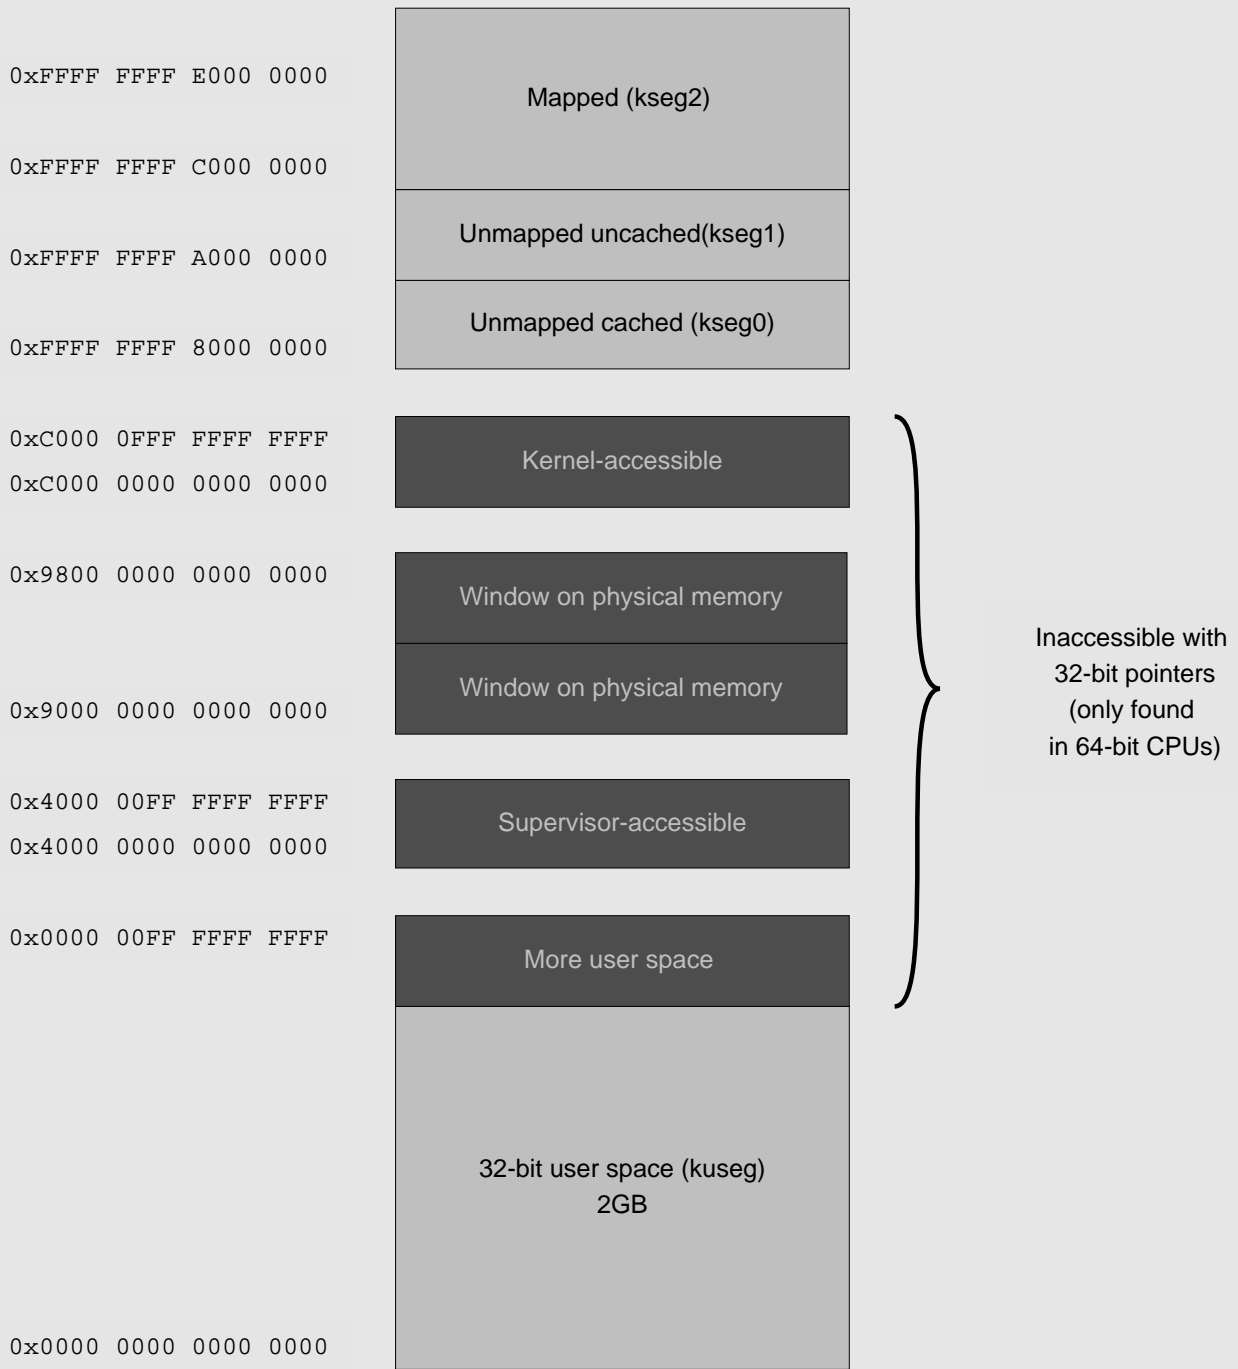 0xFFFF FFFF E000 0000
Mapped (kseg2)
0xFFFF FFFF C000 0000
Unmapped uncached(kseg1)
0xFFFF FFFF A000 0000
Unmapped cached (kseg0)
0xFFFF FFFF 8000 0000
0xC000 0FFF FFFF FFFF
Kernel-accessible
0xC000 0000 0000 0000
0x9800 0000 0000 0000
Window on physical memory
Window on physical memory
0x9000 0000 0000 0000
Inaccessible with
32-bit pointers
(only found
in 64-bit CPUs)
0x4000 00FF FFFF FFFF
Supervisor-accessible
0x4000 0000 0000 0000
0x0000 00FF FFFF FFFF
More user space
32-bit user space (kuseg)
2GB
0x0000 0000 0000 0000